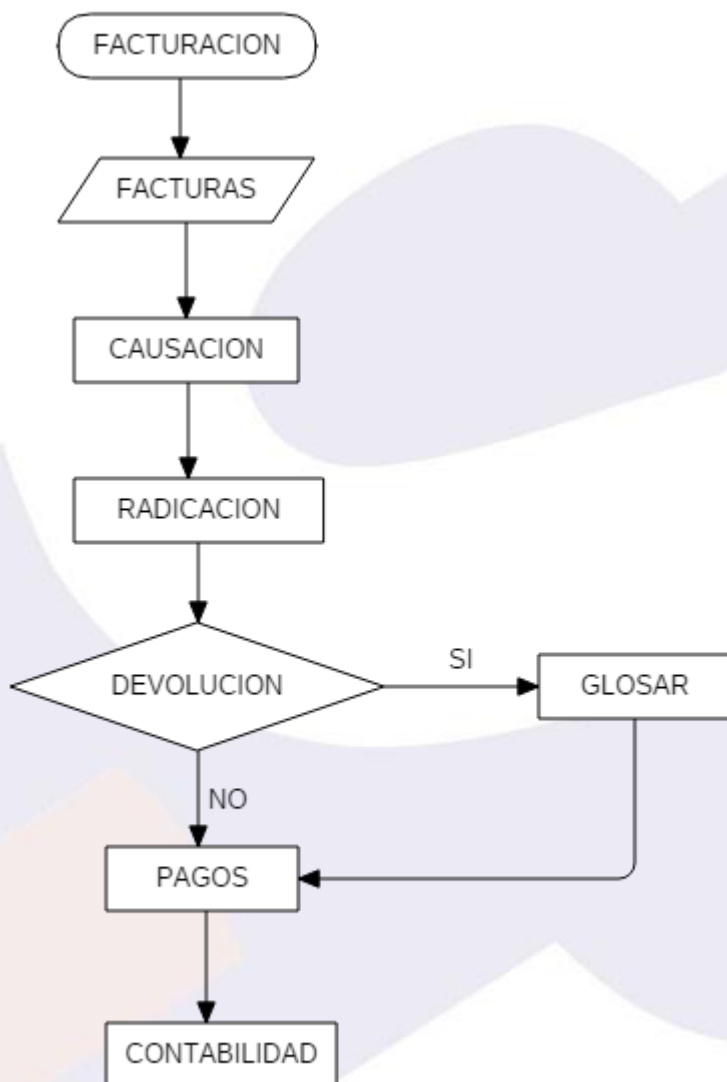 FACTURACION
FACTURAS
CAUSACION
RADICACION
DEVOLUCION
SI
GLOSAR
NO
PAGOS
CONTABILIDAD